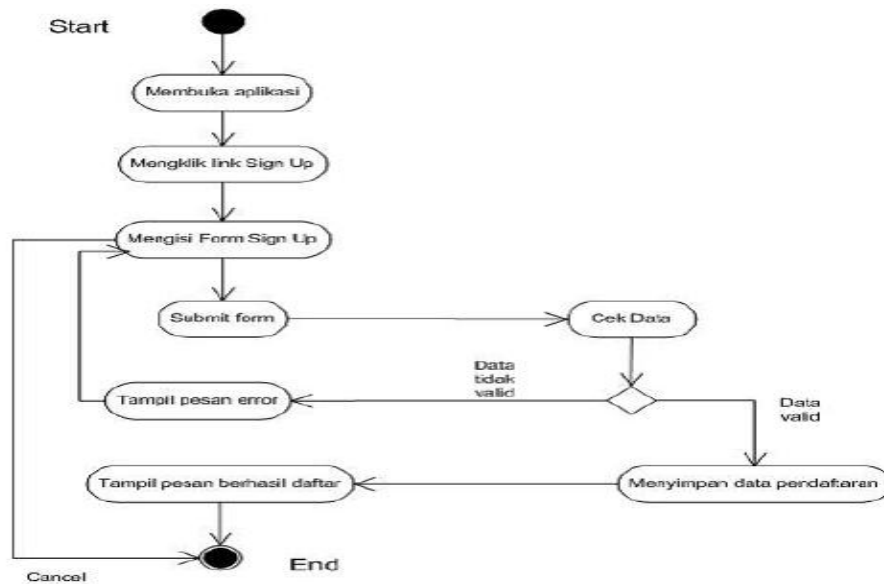 Start
Membuka aplikasi
Mengklik link Sign Up
Mengisi Form Sign Up
Submit form
Cek Data
Data
tidak
valid
Tampil pesan error
Data
valid
Tampil pesan berhasil daftar
Menyimpan data pendaftaran
End
Cancel